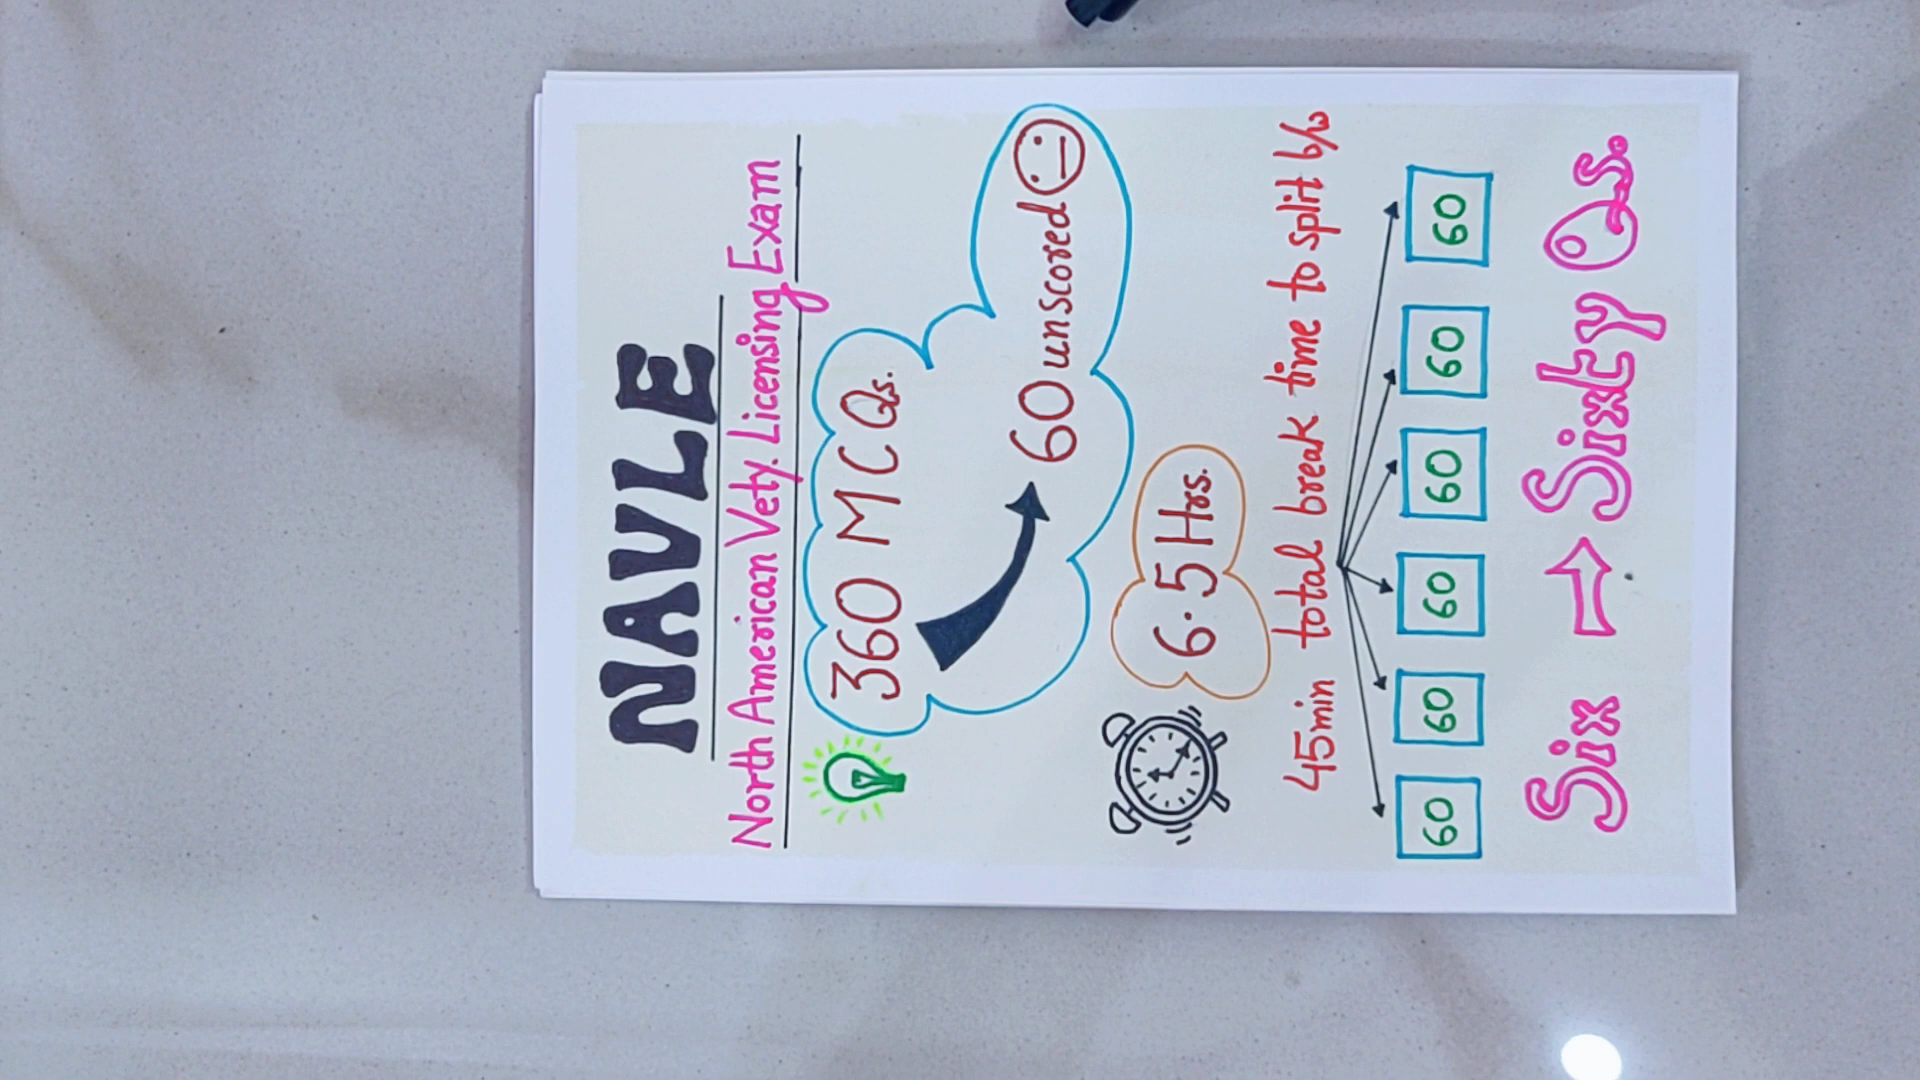 NAVLE
North American Vety. Licensing Exam
360 MCQs.
60 unscored
6.5 Hrs.
45min total break time to split b/w
60 60 60 60 60 60
Six → Sixty Qs.